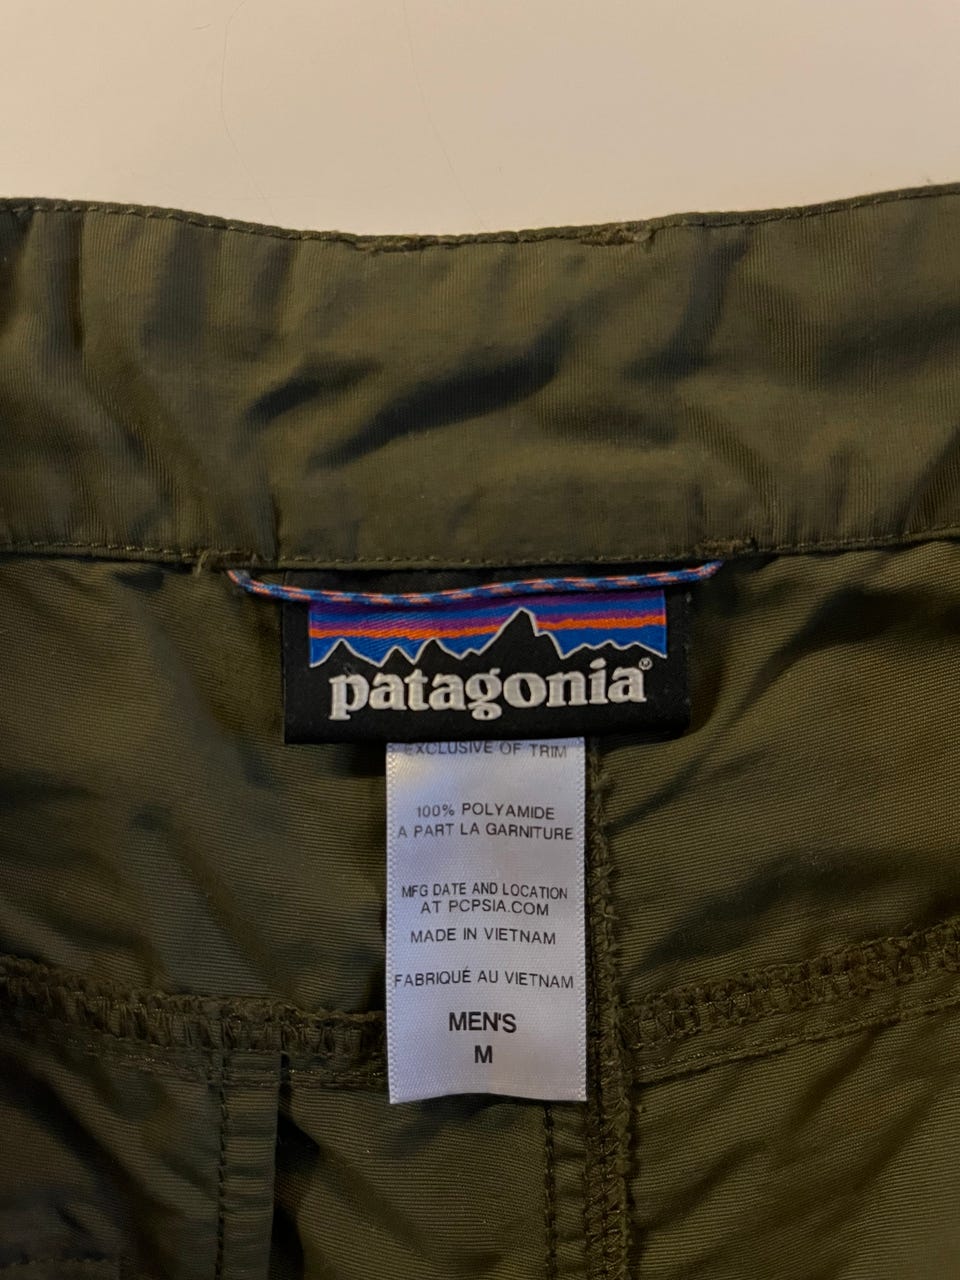 patagonia®
EXCLUSIVE OF TRIM
100% POLYAMIDE
A PART LA GARNITURE
MFG DATE AND LOCATION
AT PCPSIA.COM
MADE IN VIETNAM
FABRIQUÉ AU VIETNAM
MEN'S
M